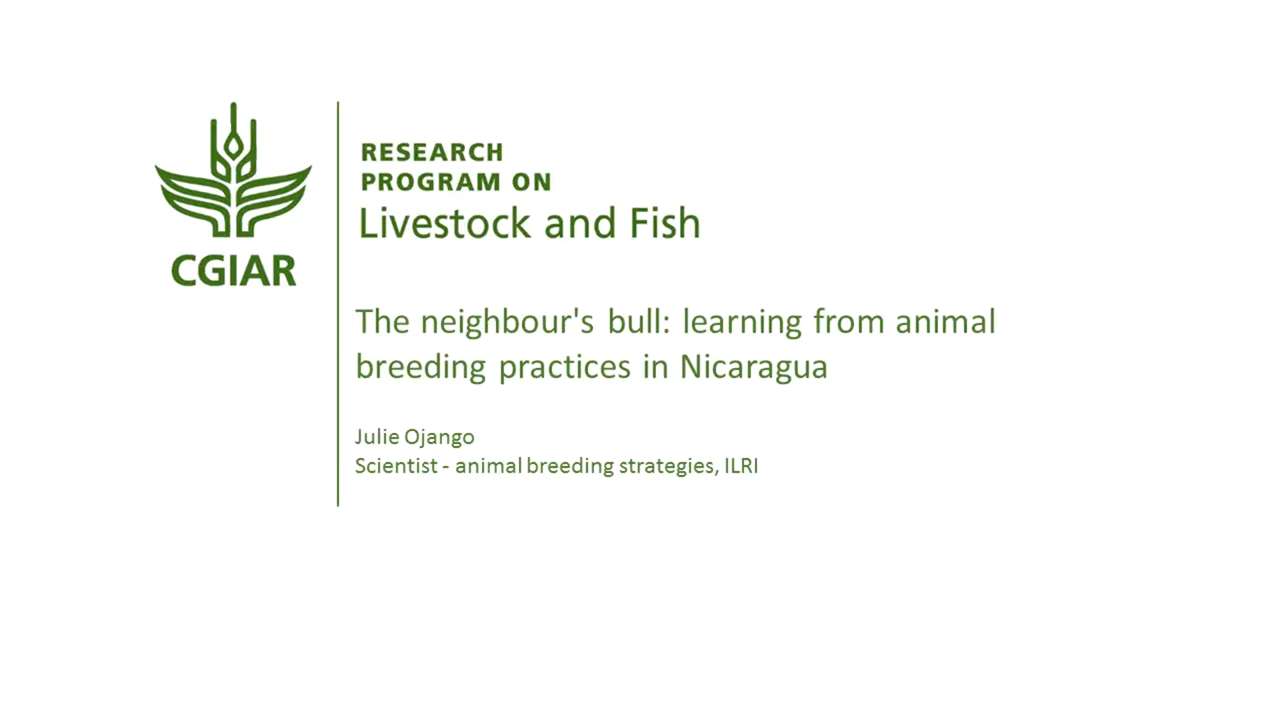 CGIAR
RESEARCH
PROGRAM ON
Livestock and Fish
The neighbour's bull: learning from animal
breeding practices in Nicaragua
Julie Ojango
Scientist - animal breeding strategies, ILRI